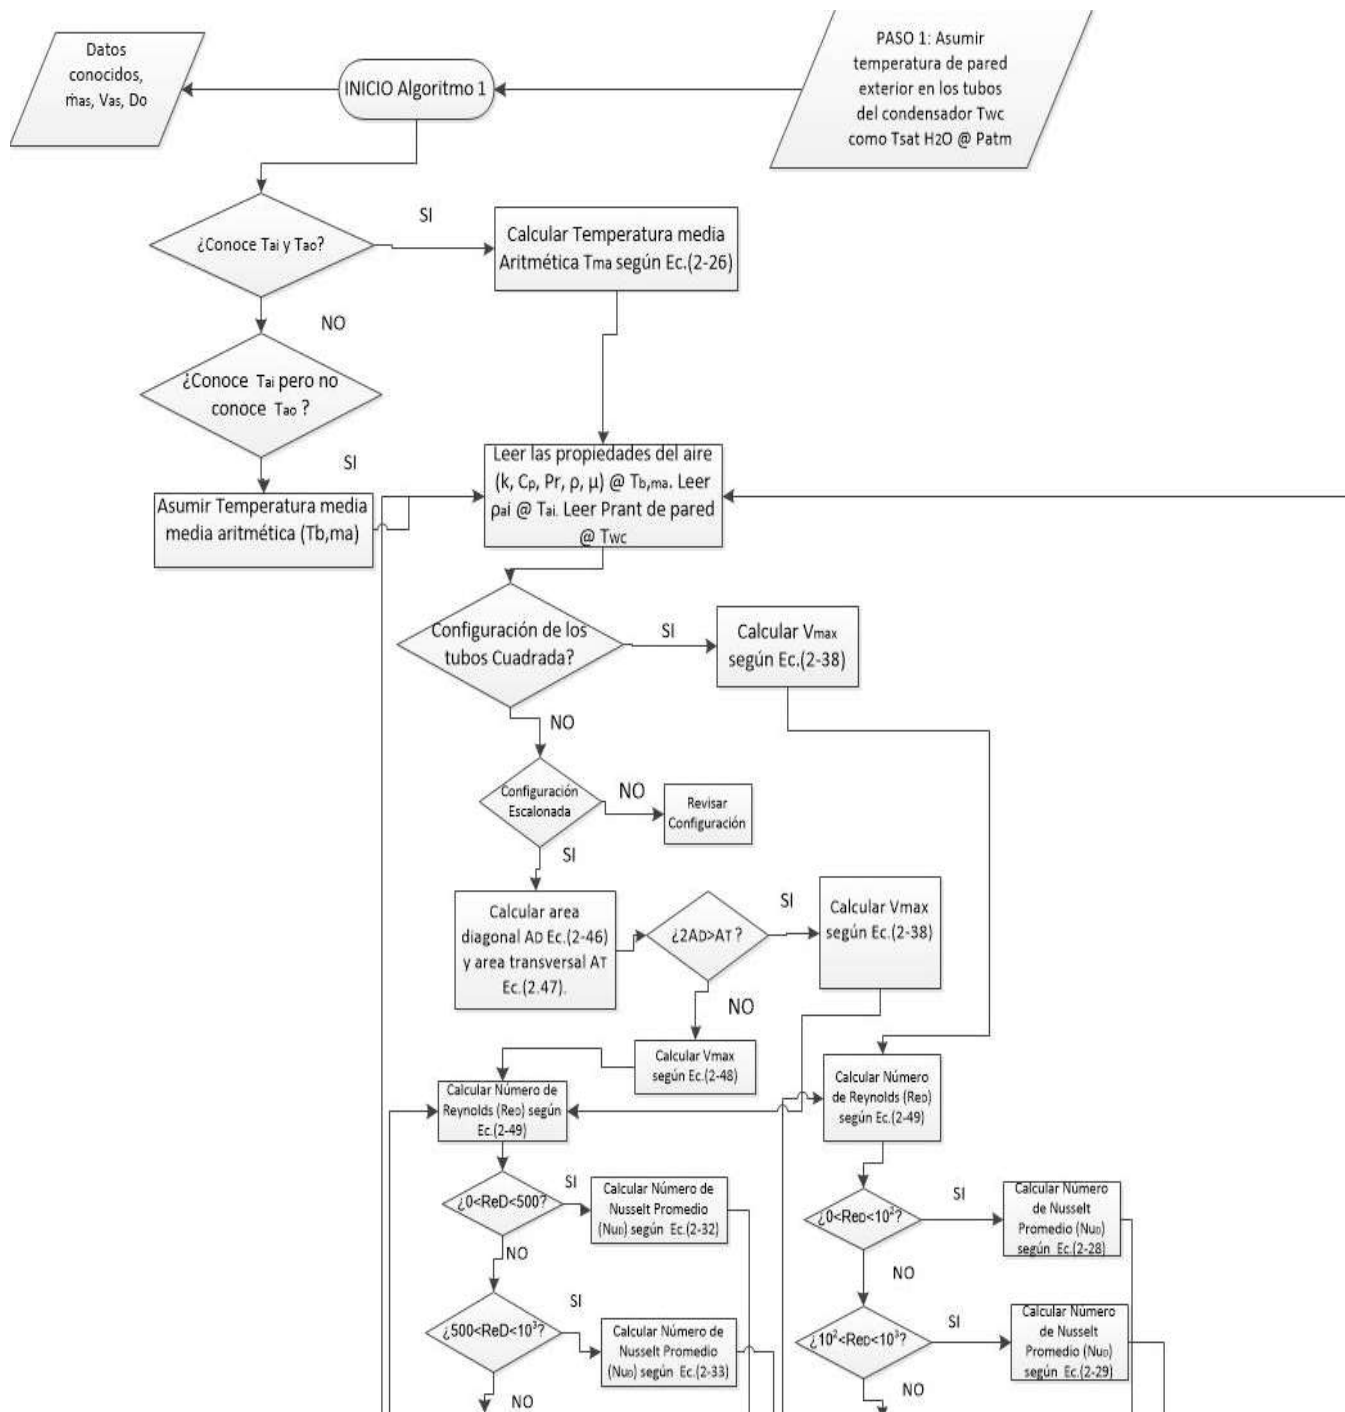 Datos
conocidos,
ṁas, Vas, Do
INICIO Algoritmo 1
PASO 1: Asumir
temperatura de pared
exterior en los tubos
del condensador Twc
como Tsat H2O @ Patm
¿Conoce Tai y Tao?
SI
Calcular Temperatura media
Aritmética Tma según Ec.(2-26)
NO
¿Conoce Tai pero no
conoce Tao ?
SI
Asumir Temperatura media
media aritmética (Tb,ma)
Leer las propiedades del aire
(k, Cp, Pr, ρ, μ) @ Tb,ma. Leer
ρai @ Tai. Leer Prant de pared
@ Twc
Configuración de los
tubos Cuadrada?
SI
Calcular Vmax
según Ec.(2-38)
NO
Configuración
Escalonada
NO
Revisar
Configuración
SI
Calcular area
diagonal AD Ec.(2-46)
y area transversal AT
Ec.(2.47).
¿2AD>AT ?
SI
Calcular Vmax
según Ec.(2-38)
NO
Calcular Vmax
según Ec.(2-48)
Calcular Número de
Reynolds (ReD) según
Ec.(2-49)
Calcular Número
de Reynolds (ReD)
según Ec.(2-49)
¿0<ReD<500?
SI
Calcular Número de
Nusselt Promedio
(NuD) según Ec.(2-32)
NO
¿0<ReD<10²?
SI
Calcular Número
de Nusselt
Promedio (NuD)
según Ec.(2-28)
NO
¿500<ReD<10³?
SI
Calcular Número de
Nusselt Promedio
(NuD) según Ec.(2-33)
NO
¿10²<ReD<10³?
SI
Calcular Número
de Nusselt
Promedio (NuD)
según Ec.(2-29)
NO